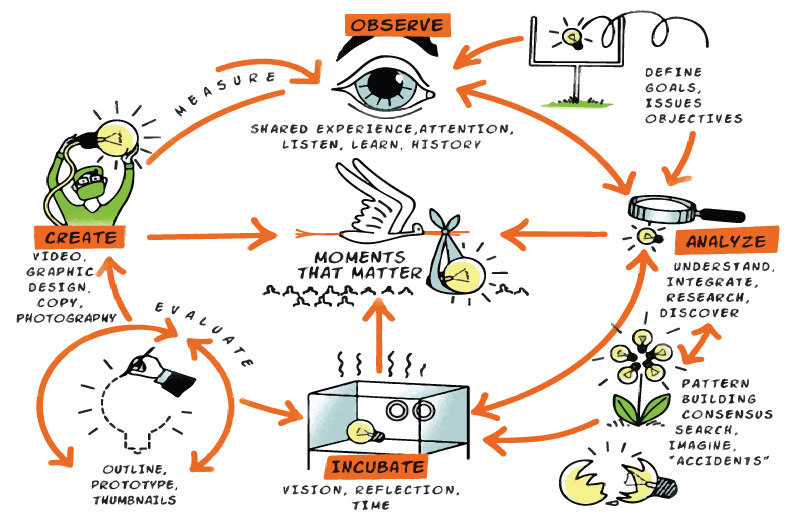 OBSERVE
MEASURE
SHARED EXPERIENCE, ATTENTION,
LISTEN, LEARN, HISTORY
DEFINE
GOALS,
ISSUES
OBJECTIVES
CREATE
VIDEO,
GRAPHIC
DESIGN,
COPY,
PHOTOGRAPHY
MOMENTS
THAT MATTER
ANALYZE
UNDERSTAND,
INTEGRATE,
RESEARCH,
DISCOVER
EVALUATE
OUTLINE,
PROTOTYPE,
THUMBNAILS
INCUBATE
VISION, REFLECTION,
TIME
PATTERN
BUILDING
CONSENSUS
SEARCH,
IMAGINE,
"ACCIDENTS"